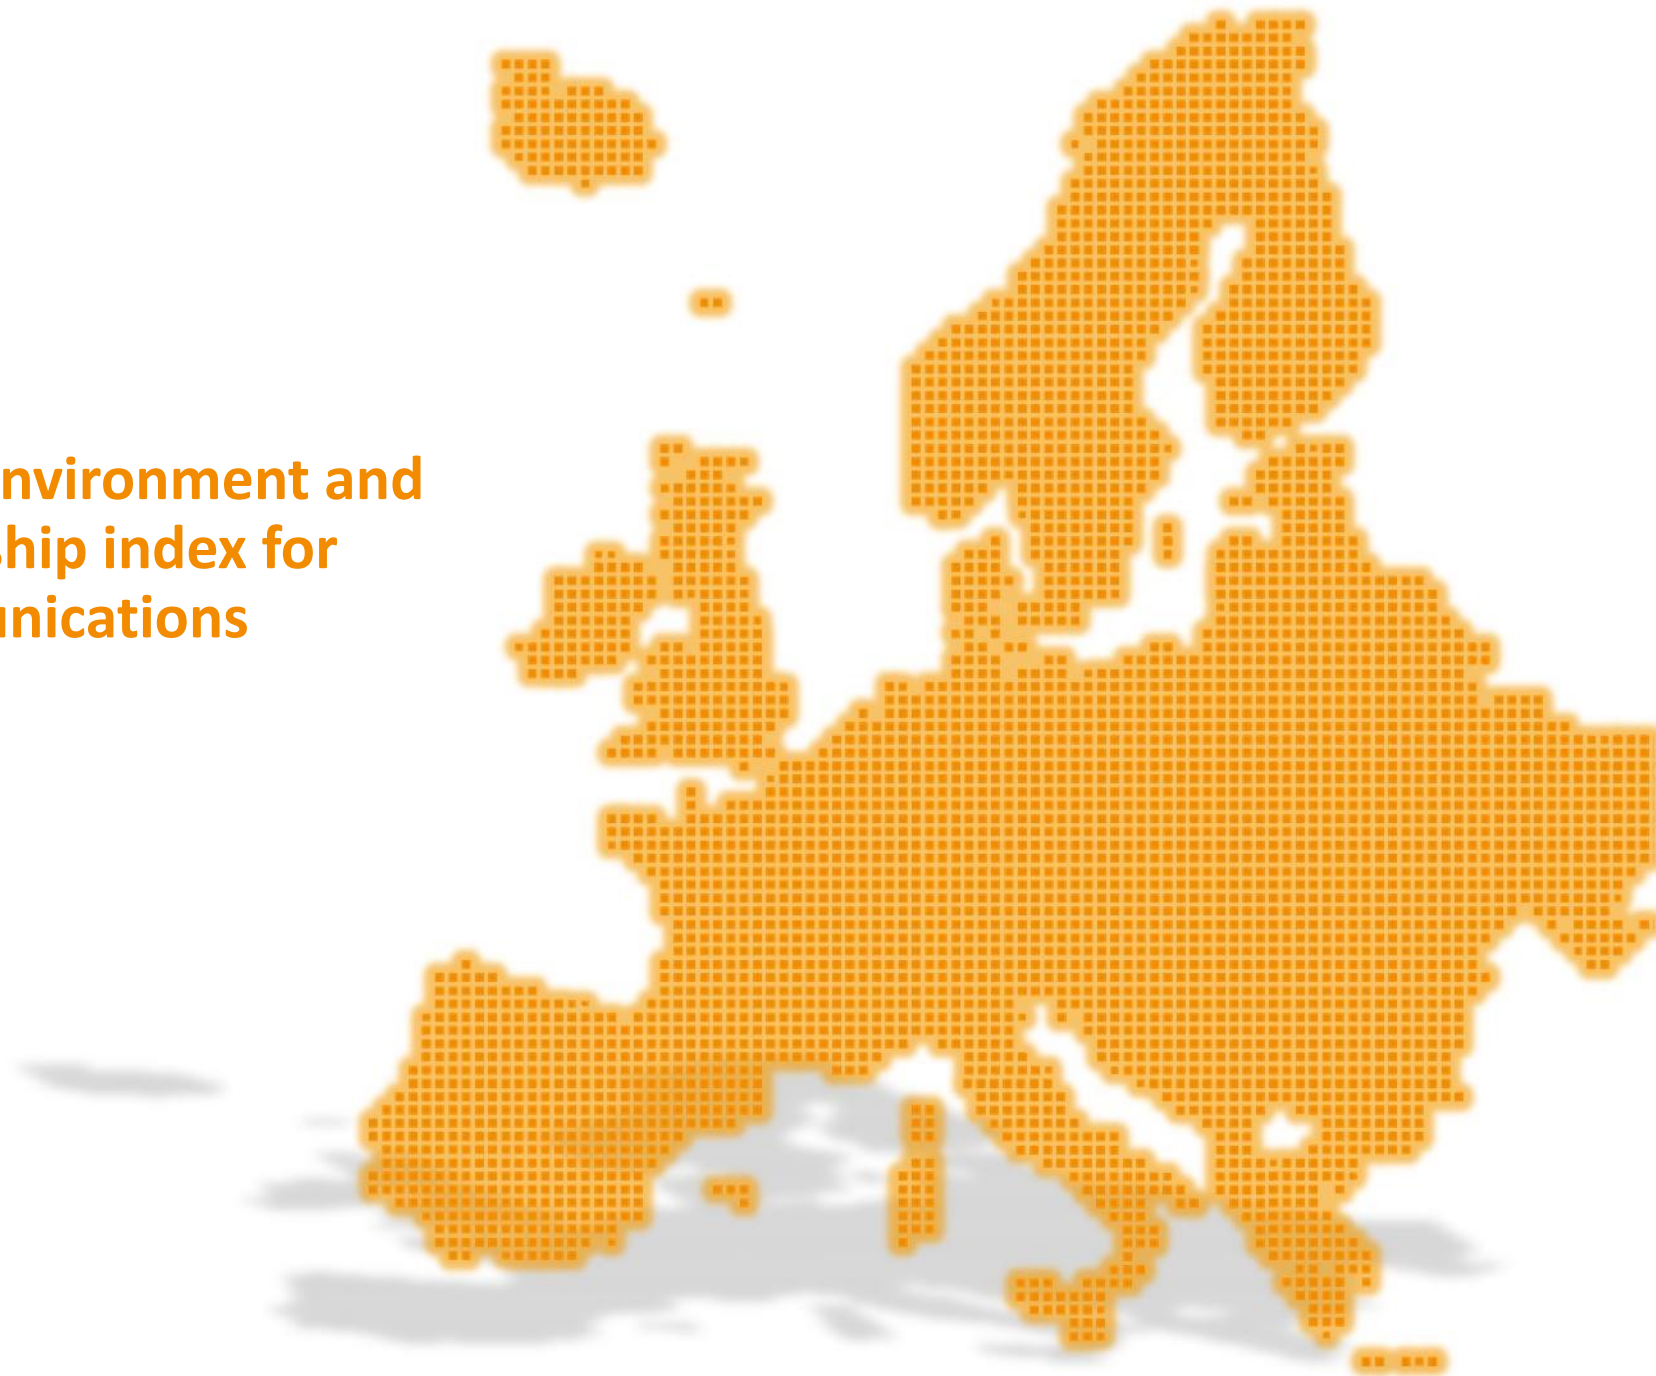 nvironment and
ship index for
unications